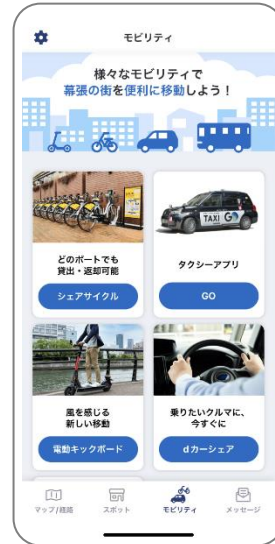 モビリティ
様々なモビリティで
幕張の街を便利に移動しよう！
TAXI GO
どのポートでも
貸出・返却可能
シェアサイクル
タクシーアプリ
GO
風を感じる
新しい移動
電動キックボード
乗りたいクルマに、
今すぐに
dカーシェア
マップ/経路
スポット
モビリティ
メッセージ